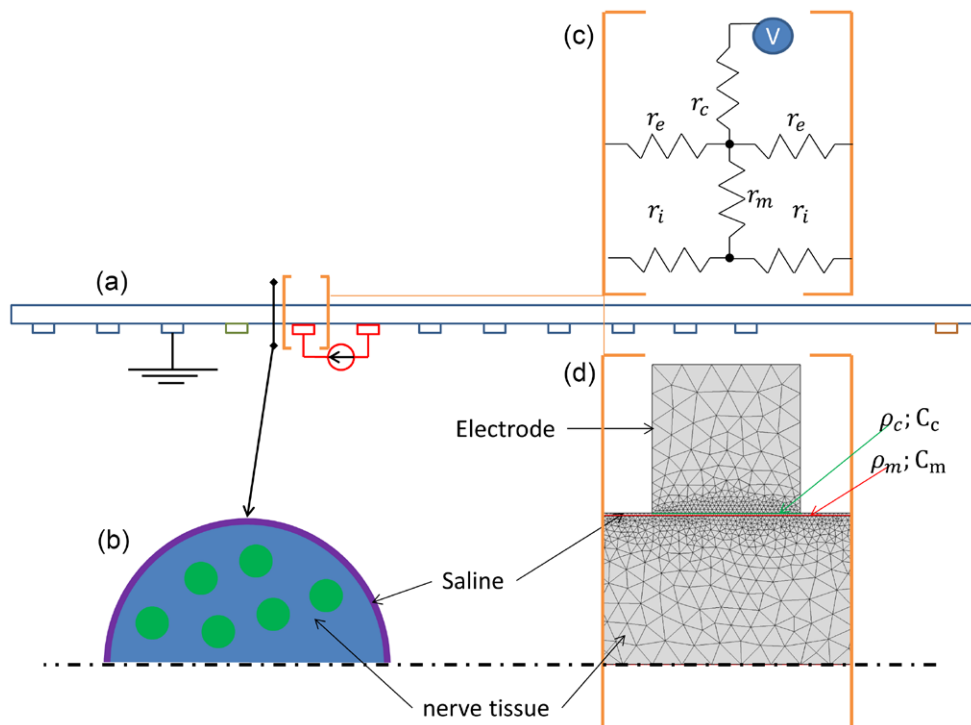 (c)
V
r_c
r_e
r_e
r_m
r_i
r_i
(a)
(d)
Electrode
ρ_c; C_c
ρ_m; C_m
(b)
Saline
nerve tissue